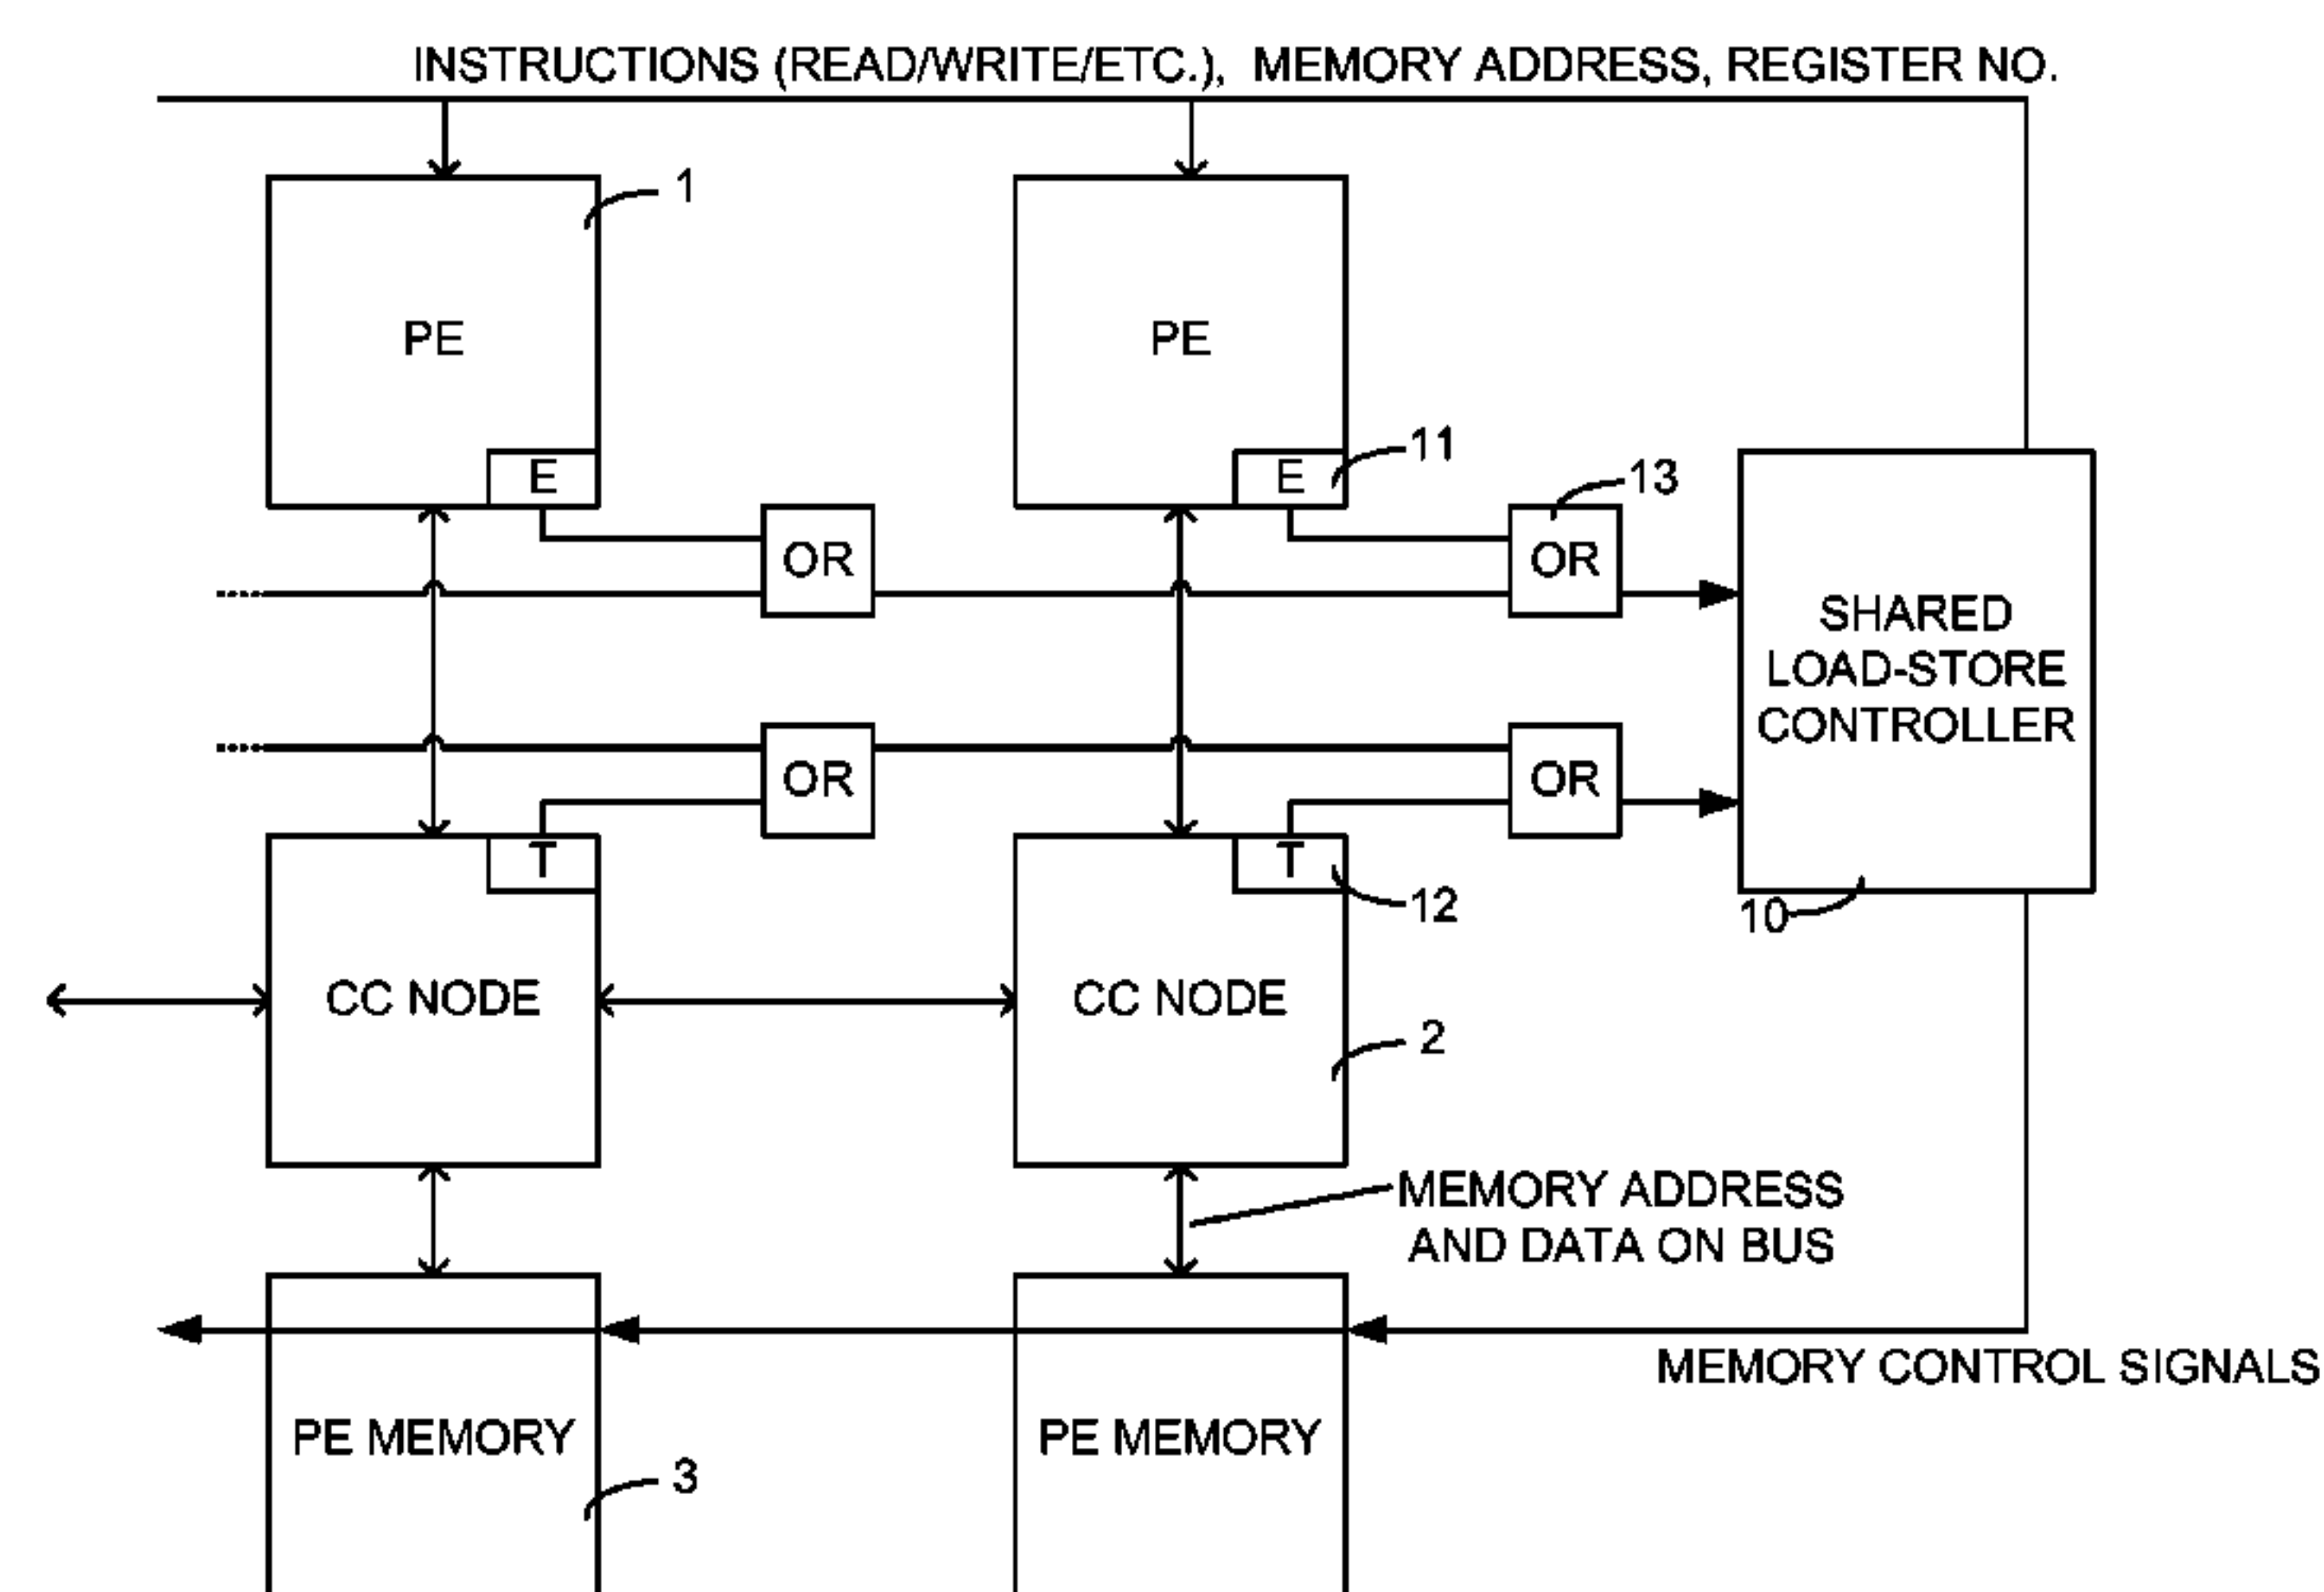 INSTRUCTIONS (READ/WRITE/ETC.), MEMORY ADDRESS, REGISTER NO.
1
PE
PE
E
E
11
13
OR
OR
SHARED
LOAD-STORE
CONTROLLER
OR
OR
T
T
12
10
CC NODE
CC NODE
2
MEMORY ADDRESS
AND DATA ON BUS
MEMORY CONTROL SIGNALS
PE MEMORY
PE MEMORY
3